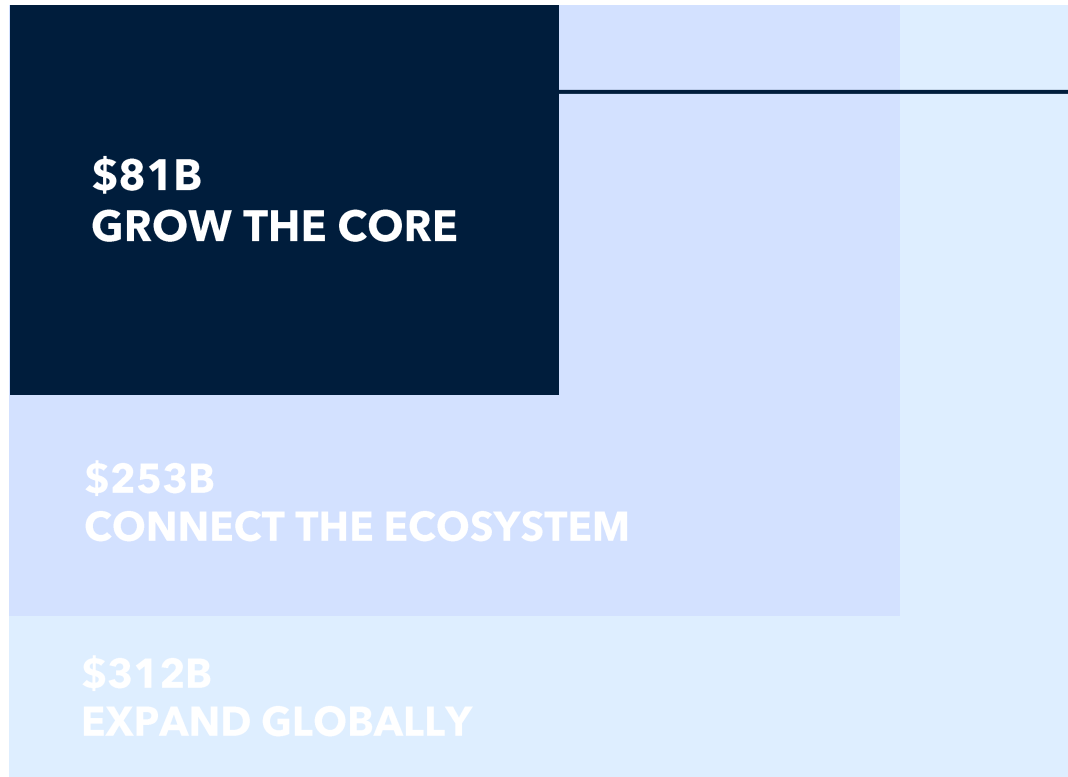 $81B
GROW THE CORE
$253B
CONNECT THE ECOSYSTEM
$312B
EXPAND GLOBALLY